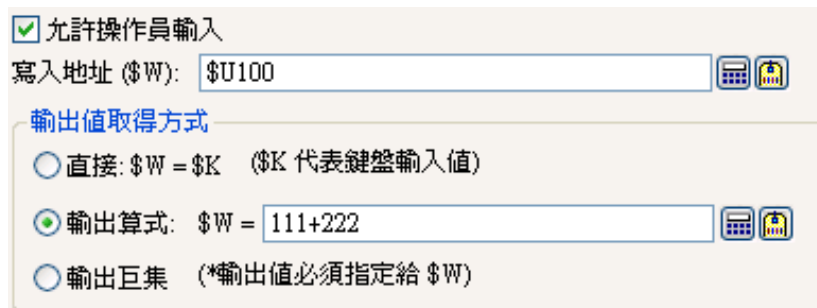 允許操作員輸入
寫入地址 ($W): $U100
輸出值取得方式
直接: $W = $K ($K 代表鍵盤輸入值)
輸出算式: $W = 111+222
輸出巨集 (*輸出值必須指定給 $W)